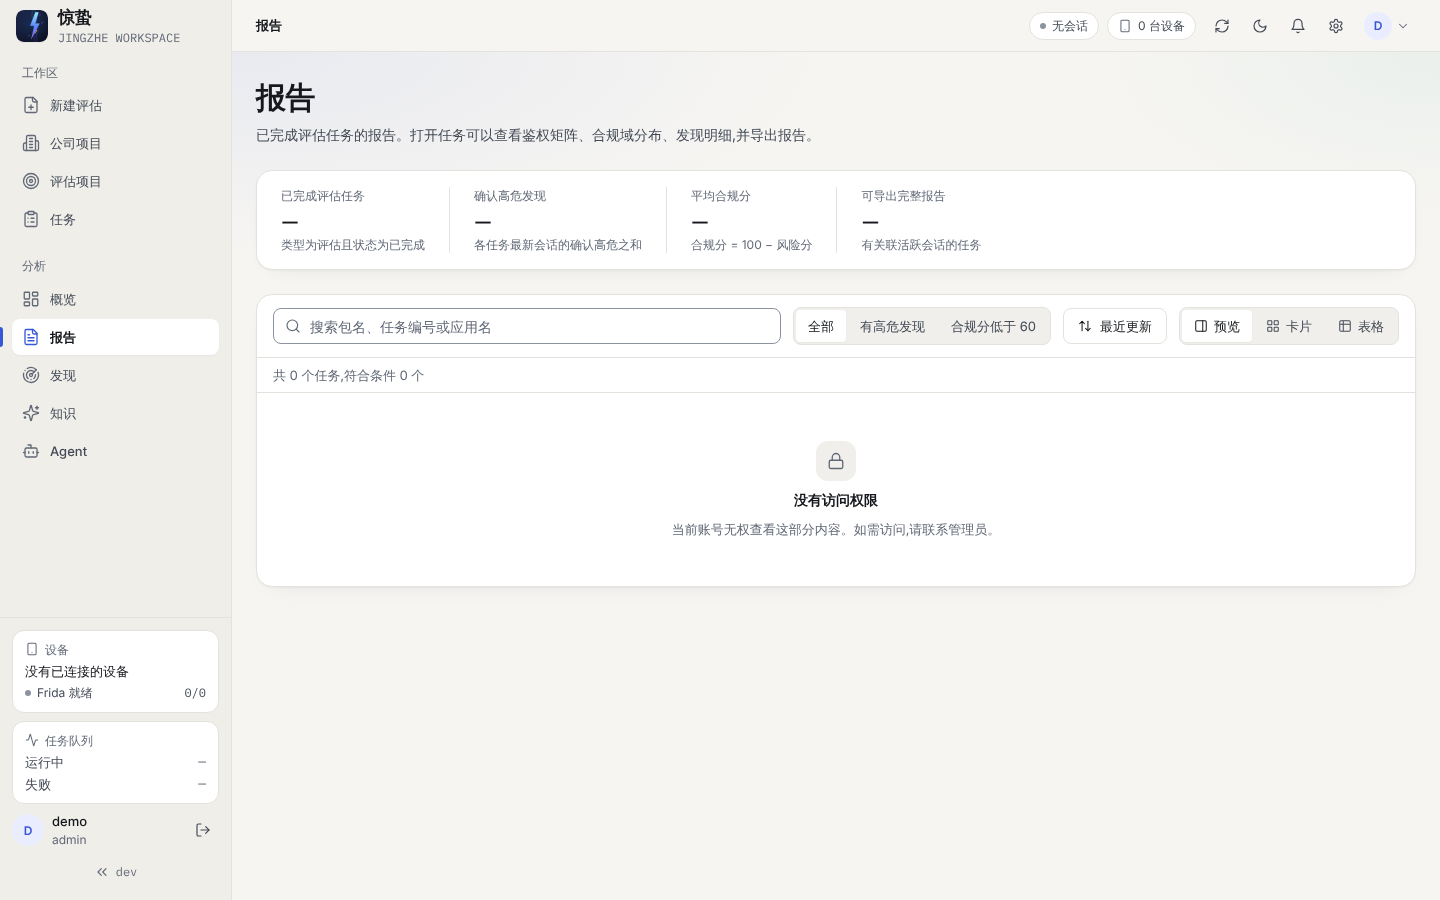 惊蛰
JINGZHE WORKSPACE
工作区
新建评估
公司项目
评估项目
任务
分析
概览
报告
发现
知识
Agent
设备
没有已连接的设备
Frida 就绪 0/0
任务队列
运行中 —
失败 —
D demo
admin
dev
报告
无会话
0 台设备
D
报告
已完成评估任务的报告。打开任务可以查看鉴权矩阵、合规域分布、发现明细,并导出报告。
已完成评估任务
—
类型为评估且状态为已完成
确认高危发现
—
各任务最新会话的确认高危之和
平均合规分
—
合规分 = 100 − 风险分
可导出完整报告
—
有关联活跃会话的任务
搜索包名、任务编号或应用名
全部 有高危发现 合规分低于 60
最近更新
预览 卡片 表格
共 0 个任务,符合条件 0 个
没有访问权限
当前账号无权查看这部分内容。如需访问,请联系管理员。